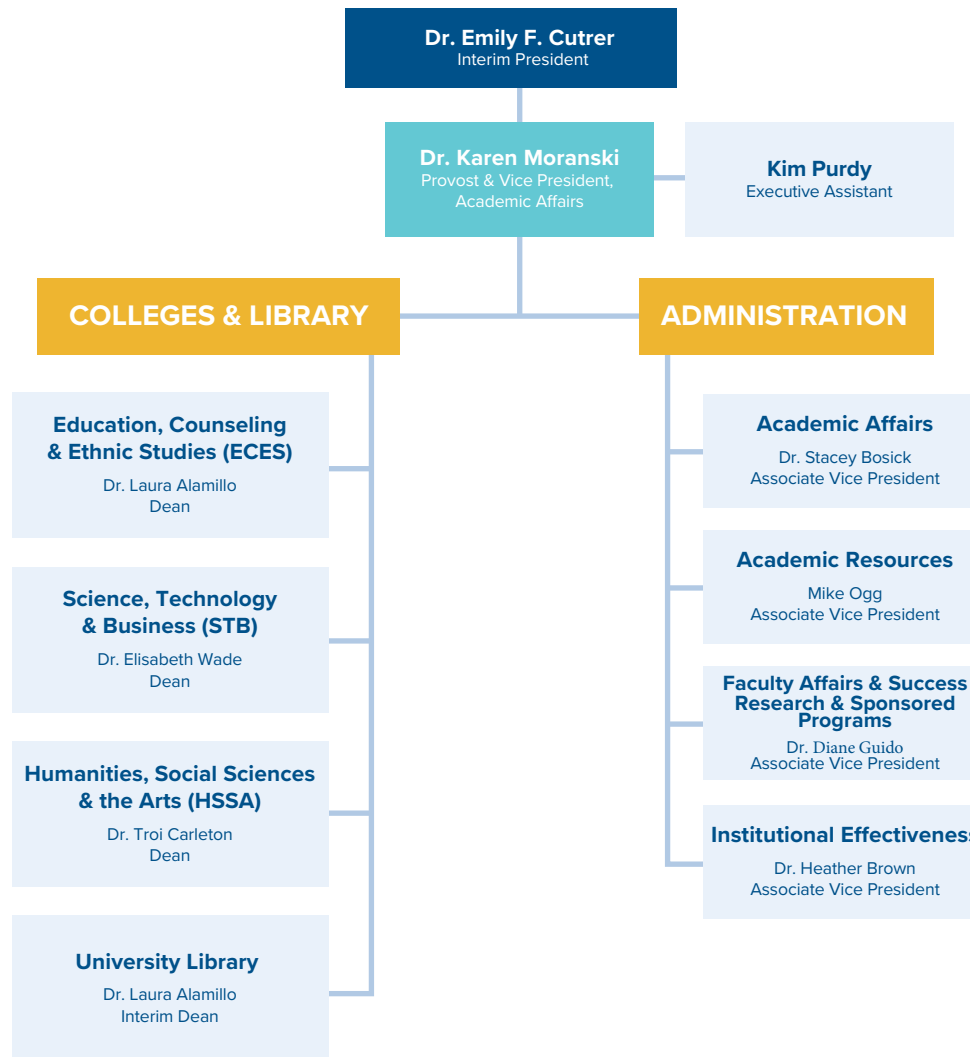 Dr. Emily F. Cutrer
Interim President
Dr. Karen Moranski
Provost & Vice President,
Academic Affairs
Kim Purdy
Executive Assistant
COLLEGES & LIBRARY
Education, Counseling
& Ethnic Studies (ECES)
Dr. Laura Alamillo
Dean
Science, Technology
& Business (STB)
Dr. Elisabeth Wade
Dean
Humanities, Social Sciences
& the Arts (HSSA)
Dr. Troi Carleton
Dean
University Library
Dr. Laura Alamillo
Interim Dean
ADMINISTRATION
Academic Affairs
Dr. Stacey Bosick
Associate Vice President
Academic Resources
Mike Ogg
Associate Vice President
Faculty Affairs & Success
Research & Sponsored
Programs
Dr. Diane Guido
Associate Vice President
Institutional Effectiveness
Dr. Heather Brown
Associate Vice President